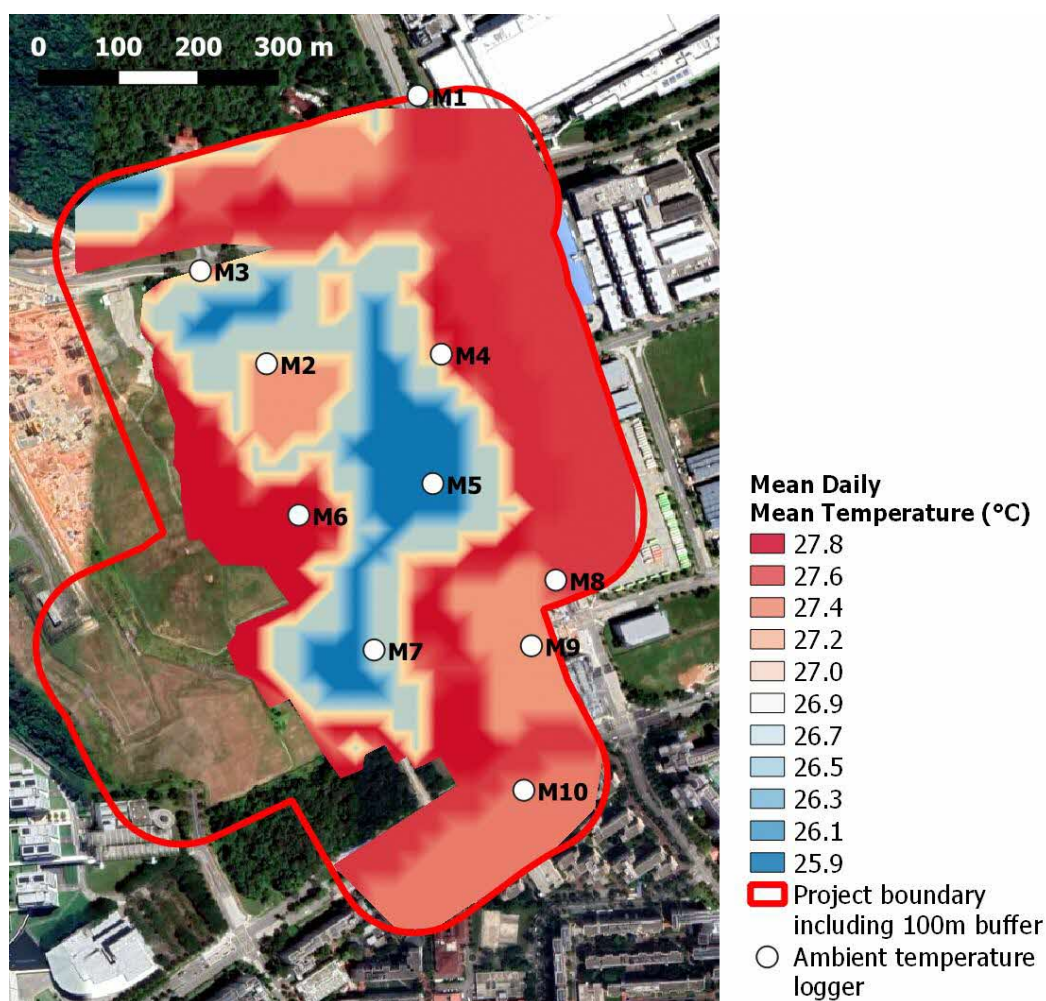 0 100 200 300 m
M1
M3
M4
M2
M5
M6
M8
M9
M7
M10
Mean Daily
Mean Temperature (°C)
27.8
27.6
27.4
27.2
27.0
26.9
26.7
26.5
26.3
26.1
25.9
Project boundary
including 100m buffer
Ambient temperature
logger